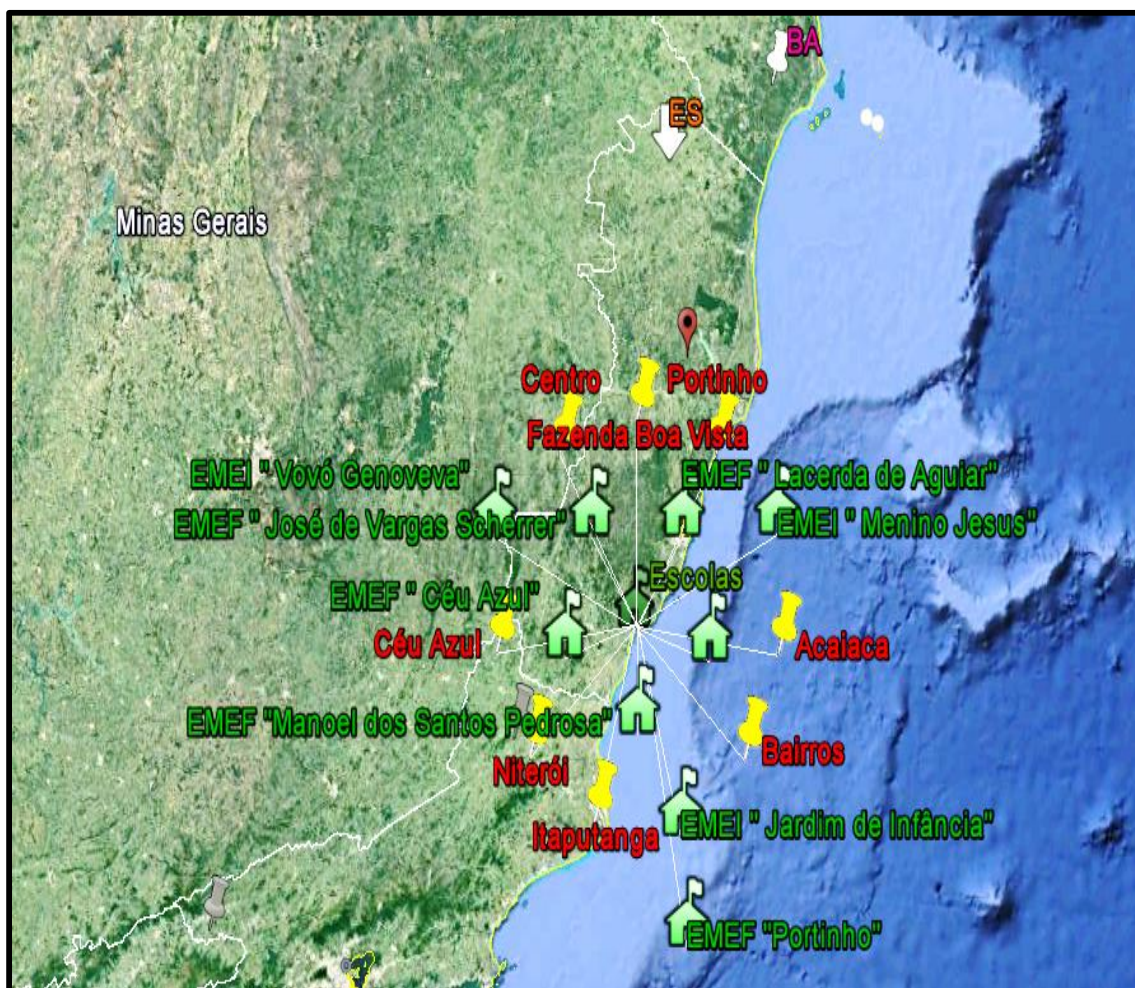 BA
ES
Minas Gerais
Centro
Portinho
Fazenda Boa Vista
EMEI " Vovó Genoveva"
EMEF " Lacerda de Aguiar"
EMEF " José de Vargas Scherrer"
EMEI " Menino Jesus"
Escolas
EMEF " Céu Azul"
Céu Azul
Acaiaca
EMEF "Manoel dos Santos Pedrosa"
Bairros
Niterói
Itaputanga
EMEI " Jardim de Infância"
EMEF "Portinho"